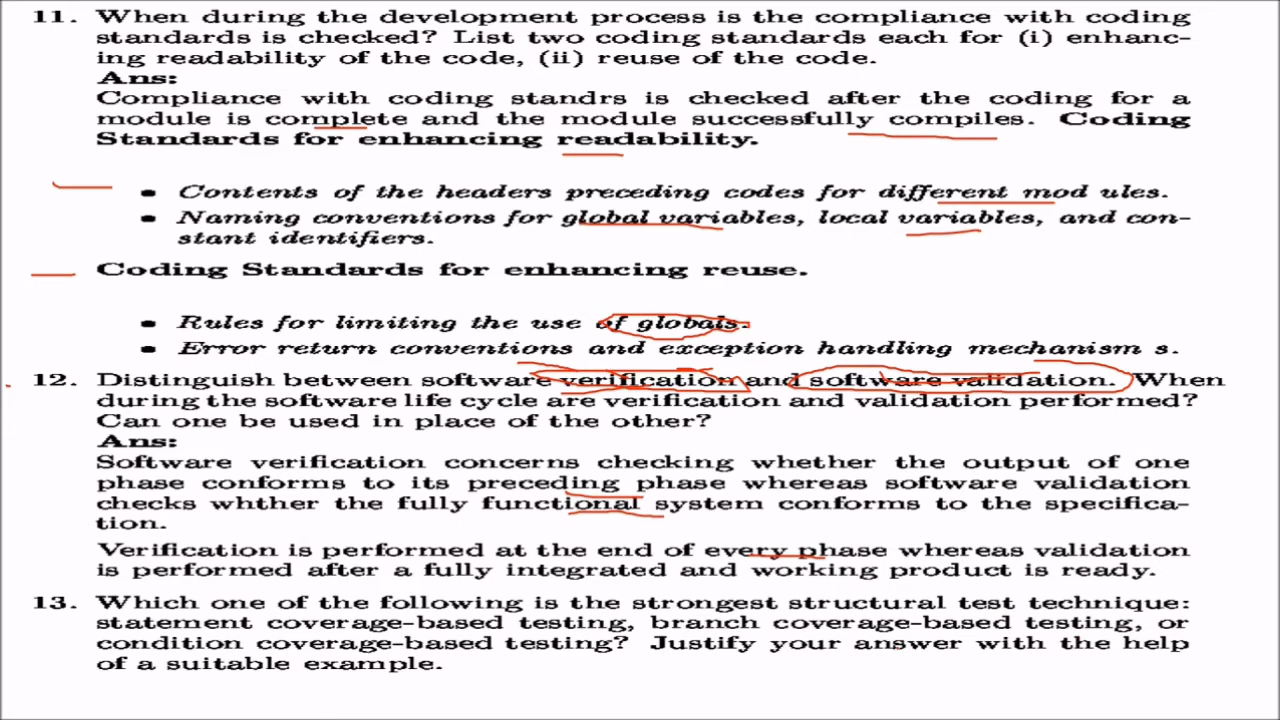 11. When during the development process is the compliance with coding
standards is checked? List two coding standards each for (i) enhanc-
ing readability of the code, (ii) reuse of the code.
Ans:
Compliance with coding standrs is checked after the coding for a
module is complete and the module successfully compiles. Coding
Standards for enhancing readability.
• Contents of the headers preceding codes for different mod ules.
• Naming conventions for global variables, local variables, and con-
stant identifiers.
Coding Standards for enhancing reuse.
• Rules for limiting the use of globals.
• Error return conventions and exception handling mechanism s.
12. Distinguish between software verification and software validation. When
during the software life cycle are verification and validation performed?
Can one be used in place of the other?
Ans:
Software verification concerns checking whether the output of one
phase conforms to its preceding phase whereas software validation
checks whther the fully functional system conforms to the specifica-
tion.
Verification is performed at the end of every phase whereas validation
is performed after a fully integrated and working product is ready.
13. Which one of the following is the strongest structural test technique:
statement coverage-based testing, branch coverage-based testing, or
condition coverage-based testing? Justify your answer with the help
of a suitable example.